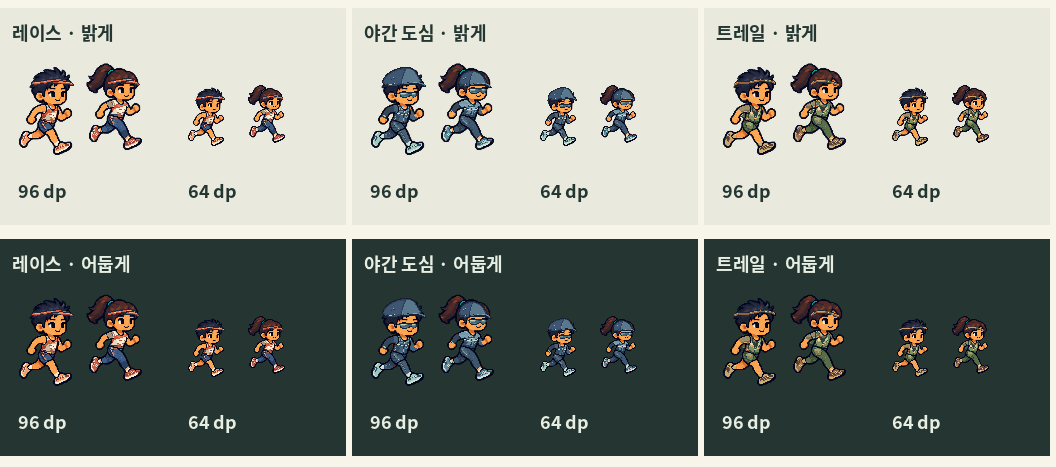 레이스 · 밝게
96 dp 64 dp
야간 도심 · 밝게
96 dp 64 dp
트레일 · 밝게
96 dp 64 dp
레이스 · 어둡게
96 dp 64 dp
야간 도심 · 어둡게
96 dp 64 dp
트레일 · 어둡게
96 dp 64 dp